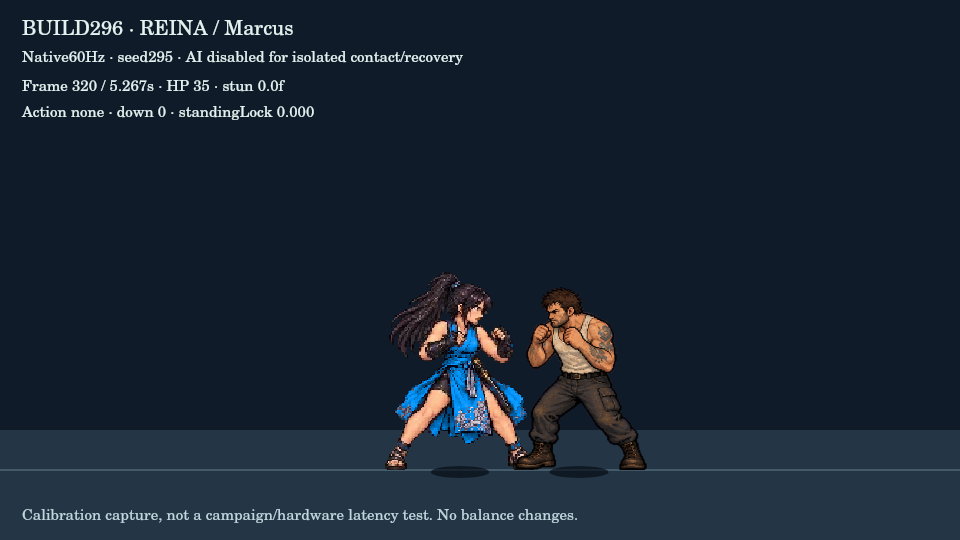 BUILD296 · REINA / Marcus
Native60Hz · seed295 · AI disabled for isolated contact/recovery
Frame 320 / 5.267s · HP 35 · stun 0.0f
Action none · down 0 · standingLock 0.000
Calibration capture, not a campaign/hardware latency test. No balance changes.